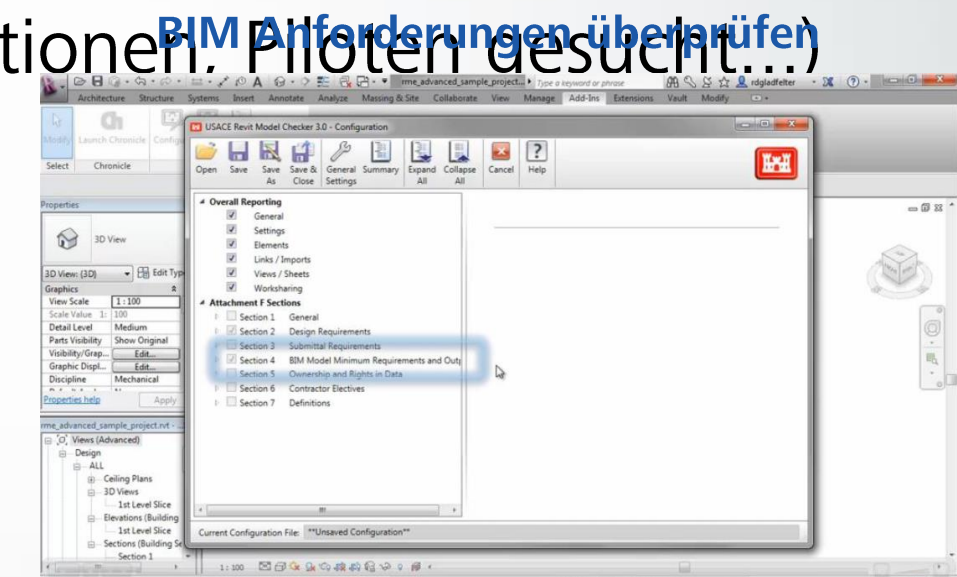 BIM Anforderungen überprüfen
tionen, Piloten gesucht...)
rme_advanced_sample_project... Type a keyword or phrase rdgladfelter
Architecture Structure Systems Insert Annotate Analyze Massing & Site Collaborate View Manage Add-Ins Extensions Vault Modify
USACE Revit Model Checker 3.0 - Configuration
Modify Launch Chronicle Config
Select Chronicle
Open Save Save As Save & Close General Settings Summary Expand All Collapse All Cancel Help
Properties
3D View
3D View: {3D} Edit Typ
Graphics
View Scale 1 : 100
Scale Value 1: 100
Detail Level Medium
Parts Visibility Show Original
Visibility/Grap... Edit...
Graphic Displ... Edit...
Discipline Mechanical
Properties help Apply
rme_advanced_sample_project.rvt -
Views (Advanced)
Design
ALL
Ceiling Plans
3D Views
1st Level Slice
Elevations (Building
1st Level Slice
Sections (Building Se
Section 1
Overall Reporting
General
Settings
Elements
Links / Imports
Views / Sheets
Worksharing
Attachment F Sections
Section 1 General
Section 2 Design Requirements
Section 3 Submittal Requirements
Section 4 BIM Model Minimum Requirements and Outp
Section 5 Ownership and Rights in Data
Section 6 Contractor Electives
Section 7 Definitions
Current Configuration File: **Unsaved Configuration**
1 : 100